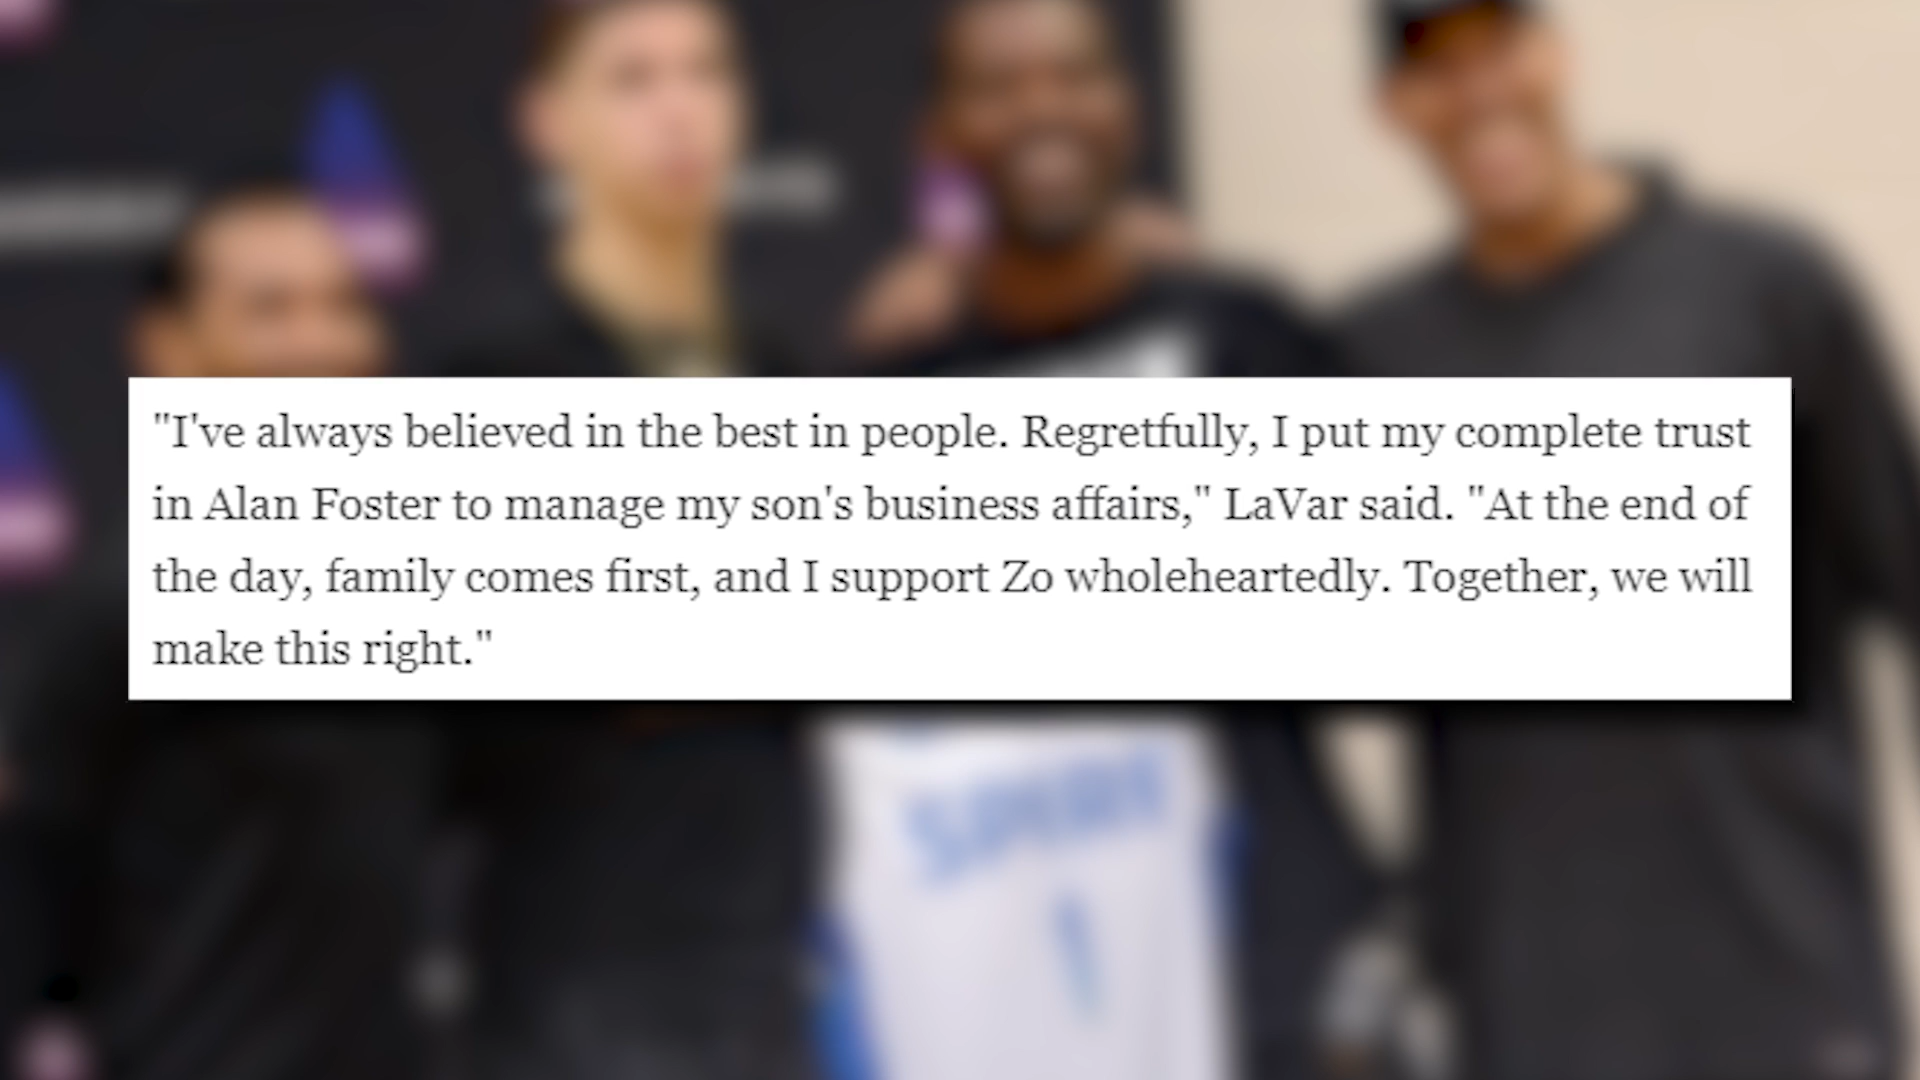 "I've always believed in the best in people. Regretfully, I put my complete trust
in Alan Foster to manage my son's business affairs," LaVar said. "At the end of
the day, family comes first, and I support Zo wholeheartedly. Together, we will
make this right."
1